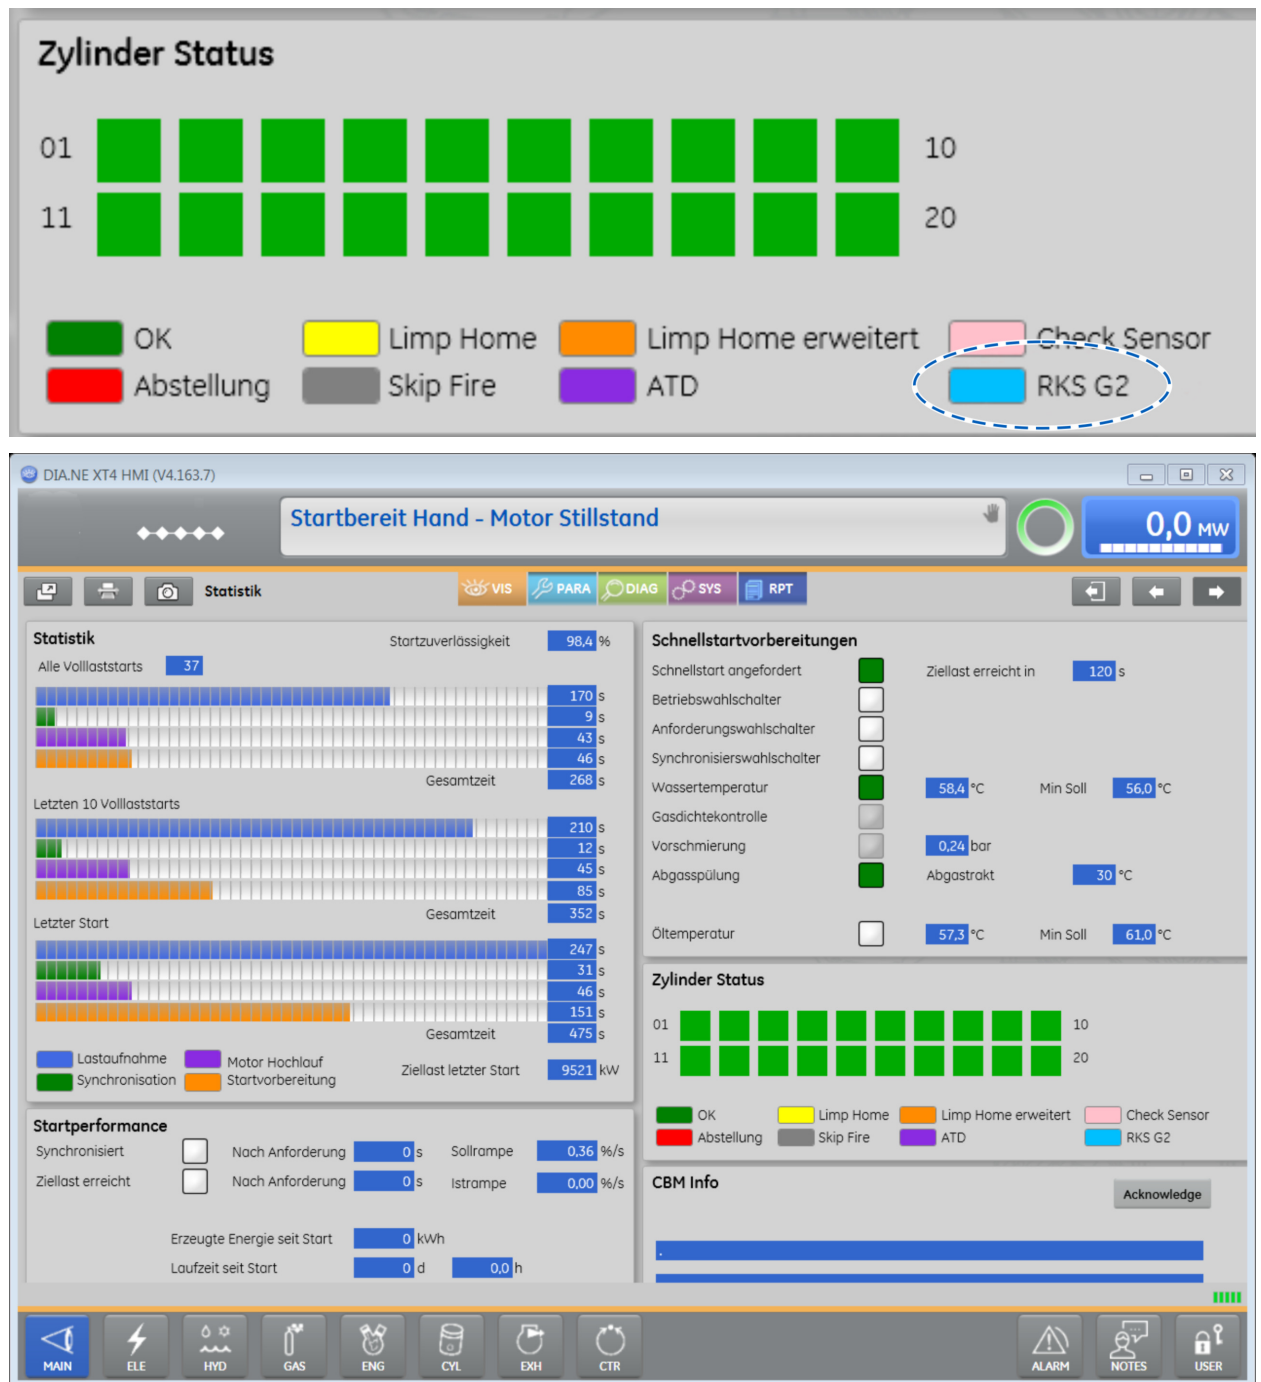 Zylinder Status
01 10
11 20
OK Limp Home Limp Home erweitert Check Sensor
Abstellung Skip Fire ATD RKS G2
DIA.NE XT4 HMI (V4.163.7)
Startbereit Hand - Motor Stillstand
0,0 MW
Statistik VIS PARA DIAG SYS RPT
Statistik Startzuverlässigkeit 98,4 %
Alle Volllaststarts 37
170 s
9 s
43 s
46 s
Gesamtzeit 268 s
Letzten 10 Volllaststarts
210 s
12 s
45 s
85 s
Gesamtzeit 352 s
Letzter Start
247 s
31 s
46 s
151 s
Gesamtzeit 475 s
Lastaufnahme Motor Hochlauf Ziellast letzter Start 9521 kW
Synchronisation Startvorbereitung
Startperformance
Synchronisiert Nach Anforderung 0 s Sollrampe 0,36 %/s
Ziellast erreicht Nach Anforderung 0 s Istrampe 0,00 %/s
Erzeugte Energie seit Start 0 kWh
Laufzeit seit Start 0 d 0,0 h
Schnellstartvorbereitungen
Schnellstart angefordert Ziellast erreicht in 120 s
Betriebswahlschalter
Anforderungswahlschalter
Synchronisierswahlschalter
Wassertemperatur 58,4 °C Min Soll 56,0 °C
Gasdichtekontrolle
Vorschmierung 0,24 bar
Abgasspülung Abgastrakt 30 °C
Öltemperatur 57,3 °C Min Soll 61,0 °C
Zylinder Status
01 10
11 20
OK Limp Home Limp Home erweitert Check Sensor
Abstellung Skip Fire ATD RKS G2
CBM Info Acknowledge
.
MAIN ELE HYD GAS ENG CYL EXH CTR ALARM NOTES USER